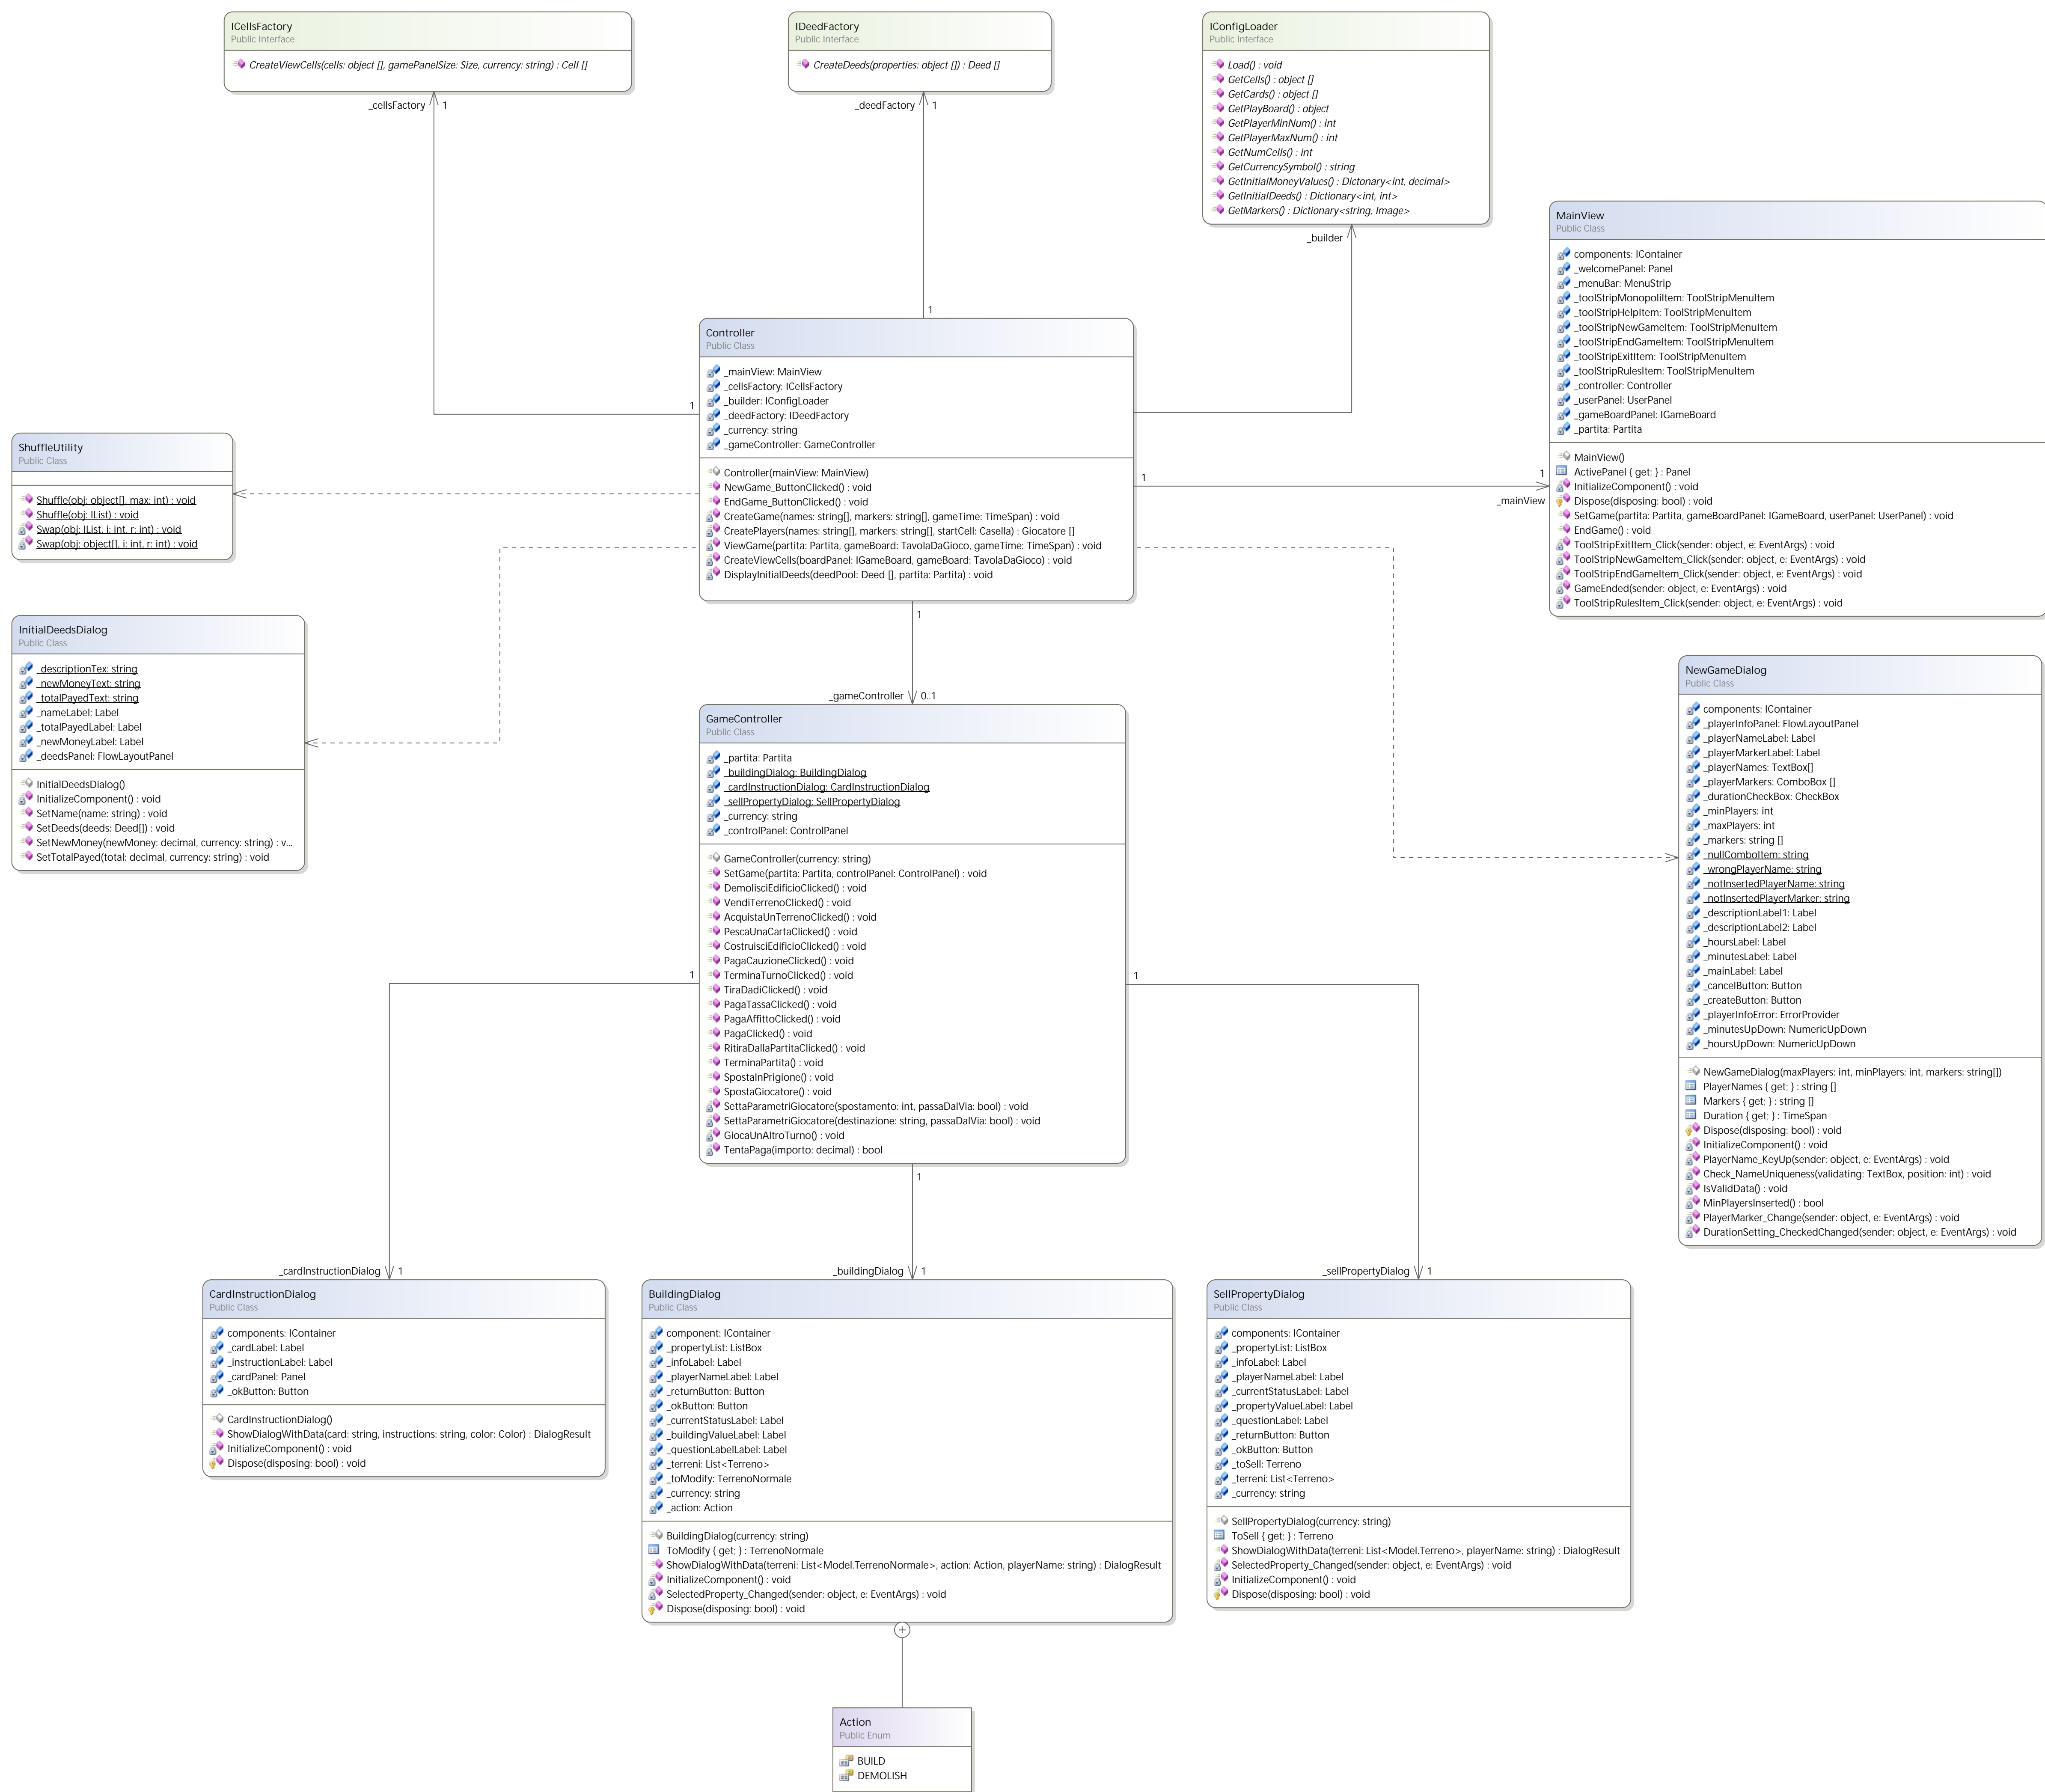 ICellsFactory
Public Interface
CreateViewCells(cells: object [], gamePanelSize: Size, currency: string) : Cell []
IDeedFactory
Public Interface
CreateDeeds(properties: object []) : Deed []
IConfigLoader
Public Interface
Load() : void
GetCells() : object []
GetCards() : object []
GetPlayBoard() : object
GetPlayerMinNum() : int
GetPlayerMaxNum() : int
GetNumCells() : int
GetCurrencySymbol() : string
GetInitialMoneyValues() : Dictonary<int, decimal>
GetInitialDeeds() : Dictionary<int, int>
GetMarkers() : Dictionary<string, Image>
_cellsFactory 1
_deedFactory 1
_builder
MainView
Public Class
components: IContainer
_welcomePanel: Panel
_menuBar: MenuStrip
_toolStripMonopoliItem: ToolStripMenuItem
_toolStripHelpItem: ToolStripMenuItem
_toolStripNewGameItem: ToolStripMenuItem
_toolStripEndGameItem: ToolStripMenuItem
_toolStripExitItem: ToolStripMenuItem
_toolStripRulesItem: ToolStripMenuItem
_controller: Controller
_userPanel: UserPanel
_gameBoardPanel: IGameBoard
_partita: Partita
MainView()
ActivePanel { get; } : Panel
InitializeComponent() : void
Dispose(disposing: bool) : void
SetGame(partita: Partita, gameBoardPanel: IGameBoard, userPanel: UserPanel) : void
EndGame() : void
ToolStripExitItem_Click(sender: object, e: EventArgs) : void
ToolStripNewGameItem_Click(sender: object, e: EventArgs) : void
ToolStripEndGameItem_Click(sender: object, e: EventArgs) : void
GameEnded(sender: object, e: EventArgs) : void
ToolStripRulesItem_Click(sender: object, e: EventArgs) : void
1
Controller
Public Class
_mainView: MainView
_cellsFactory: ICellsFactory
_builder: IConfigLoader
_deedFactory: IDeedFactory
_currency: string
_gameController: GameController
Controller(mainView: MainView)
NewGame_ButtonClicked() : void
EndGame_ButtonClicked() : void
CreateGame(names: string[], markers: string[], gameTime: TimeSpan) : void
CreatePlayers(names: string[], markers: string[], startCell: Casella) : Giocatore []
ViewGame(partita: Partita, gameBoard: TavolaDaGioco, gameTime: TimeSpan) : void
CreateViewCells(boardPanel: IGameBoard, gameBoard: TavolaDaGioco) : void
DisplayInitialDeeds(deedPool: Deed [], partita: Partita) : void
1
1
1
_mainView
ShuffleUtility
Public Class
Shuffle(obj: object[], max: int) : void
Shuffle(obj: IList) : void
Swap(obj: IList, i: int, r: int) : void
Swap(obj: object[], i: int, r: int) : void
InitialDeedsDialog
Public Class
_descriptionTex: string
_newMoneyText: string
_totalPayedText: string
_nameLabel: Label
_totalPayedLabel: Label
_newMoneyLabel: Label
_deedsPanel: FlowLayoutPanel
InitialDeedsDialog()
InitializeComponent() : void
SetName(name: string) : void
SetDeeds(deeds: Deed[]) : void
SetNewMoney(newMoney: decimal, currency: string) : v...
SetTotalPayed(total: decimal, currency: string) : void
1
_gameController 0..1
GameController
Public Class
_partita: Partita
_buildingDialog: BuildingDialog
_cardInstructionDialog: CardInstructionDialog
_sellPropertyDialog: SellPropertyDialog
_currency: string
_controlPanel: ControlPanel
GameController(currency: string)
SetGame(partita: Partita, controlPanel: ControlPanel) : void
DemolisciEdificioClicked() : void
VendiTerrenoClicked() : void
AcquistaUnTerrenoClicked() : void
PescaUnaCartaClicked() : void
CostruisciEdificioClicked() : void
PagaCauzioneClicked() : void
TerminaTurnoClicked() : void
TiraDadiClicked() : void
PagaTassaClicked() : void
PagaAffittoClicked() : void
PagaClicked() : void
RitiraDallaPartitaClicked() : void
TerminaPartita() : void
SpostaInPrigione() : void
SpostaGiocatore() : void
SettaParametriGiocatore(spostamento: int, passaDalVia: bool) : void
SettaParametriGiocatore(destinazione: string, passaDalVia: bool) : void
GiocaUnAltroTurno() : void
TentaPaga(importo: decimal) : bool
1
1
1
NewGameDialog
Public Class
components: IContainer
_playerInfoPanel: FlowLayoutPanel
_playerNameLabel: Label
_playerMarkerLabel: Label
_playerNames: TextBox[]
_playerMarkers: ComboBox []
_durationCheckBox: CheckBox
_minPlayers: int
_maxPlayers: int
_markers: string []
_nullComboItem: string
_wrongPlayerName: string
_notInsertedPlayerName: string
_notInsertedPlayerMarker: string
_descriptionLabel1: Label
_descriptionLabel2: Label
_hoursLabel: Label
_minutesLabel: Label
_mainLabel: Label
_cancelButton: Button
_createButton: Button
_playerInfoError: ErrorProvider
_minutesUpDown: NumericUpDown
_hoursUpDown: NumericUpDown
NewGameDialog(maxPlayers: int, minPlayers: int, markers: string[])
PlayerNames { get; } : string []
Markers { get; } : string []
Duration { get; } : TimeSpan
Dispose(disposing: bool) : void
InitializeComponent() : void
PlayerName_KeyUp(sender: object, e: EventArgs) : void
Check_NameUniqueness(validating: TextBox, position: int) : void
IsValidData() : void
MinPlayersInserted() : bool
PlayerMarker_Change(sender: object, e: EventArgs) : void
DurationSetting_CheckedChanged(sender: object, e: EventArgs) : void
_cardInstructionDialog 1
_buildingDialog 1
_sellPropertyDialog 1
CardInstructionDialog
Public Class
components: IContainer
_cardLabel: Label
_instructionLabel: Label
_cardPanel: Panel
_okButton: Button
CardInstructionDialog()
ShowDialogWithData(card: string, instructions: string, color: Color) : DialogResult
InitializeComponent() : void
Dispose(disposing: bool) : void
BuildingDialog
Public Class
component: IContainer
_propertyList: ListBox
_infoLabel: Label
_playerNameLabel: Label
_returnButton: Button
_okButton: Button
_currentStatusLabel: Label
_buildingValueLabel: Label
_questionLabelLabel: Label
_terreni: List<Terreno>
_toModify: TerrenoNormale
_currency: string
_action: Action
BuildingDialog(currency: string)
ToModify { get; } : TerrenoNormale
ShowDialogWithData(terreni: List<Model.TerrenoNormale>, action: Action, playerName: string) : DialogResult
InitializeComponent() : void
SelectedProperty_Changed(sender: object, e: EventArgs) : void
Dispose(disposing: bool) : void
SellPropertyDialog
Public Class
components: IContainer
_propertyList: ListBox
_infoLabel: Label
_playerNameLabel: Label
_currentStatusLabel: Label
_propertyValueLabel: Label
_questionLabel: Label
_returnButton: Button
_okButton: Button
_toSell: Terreno
_terreni: List<Terreno>
_currency: string
SellPropertyDialog(currency: string)
ToSell { get; } : Terreno
ShowDialogWithData(terreni: List<Model.Terreno>, playerName: string) : DialogResult
SelectedProperty_Changed(sender: object, e: EventArgs) : void
InitializeComponent() : void
Dispose(disposing: bool) : void
Action
Public Enum
BUILD
DEMOLISH